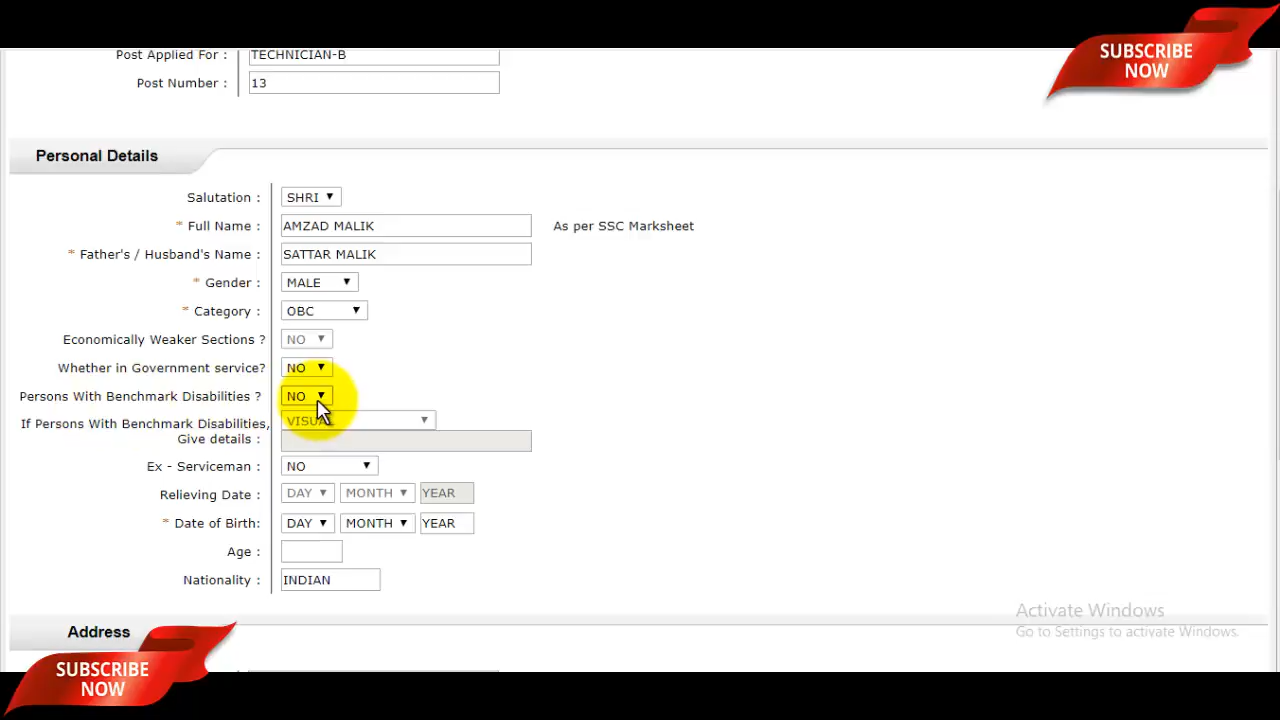 Post Applied For : TECHNICIAN-B
SUBSCRIBE
NOW
Post Number : 13
Personal Details
Salutation : SHRI
* Full Name : AMZAD MALIK As per SSC Marksheet
* Father's / Husband's Name : SATTAR MALIK
* Gender : MALE
* Category : OBC
Economically Weaker Sections ? NO
Whether in Government service? NO
Persons With Benchmark Disabilities ? NO
If Persons With Benchmark Disabilities, VISUAL
Give details :
Ex - Serviceman : NO
Relieving Date : DAY MONTH YEAR
* Date of Birth: DAY MONTH YEAR
Age :
Nationality : INDIAN
Activate Windows
Go to Settings to activate Windows.
Address
SUBSCRIBE
NOW